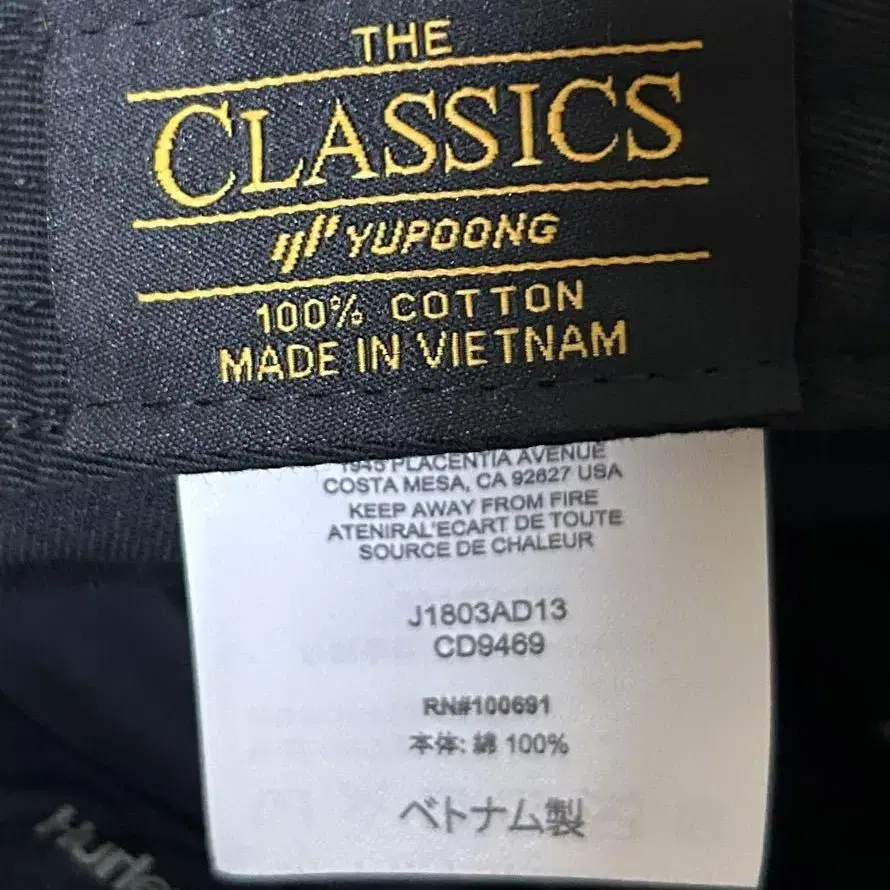 THE
CLASSICS
YUPOONG
100% COTTON
MADE IN VIETNAM
1945 PLACENTIA AVENUE
COSTA MESA, CA 92627 USA
KEEP AWAY FROM FIRE
ATENIRAL'ECART DE TOUTE
SOURCE DE CHALEUR
J1803AD13
CD9469
RN#100691
本体: 綿 100%
ベトナム製